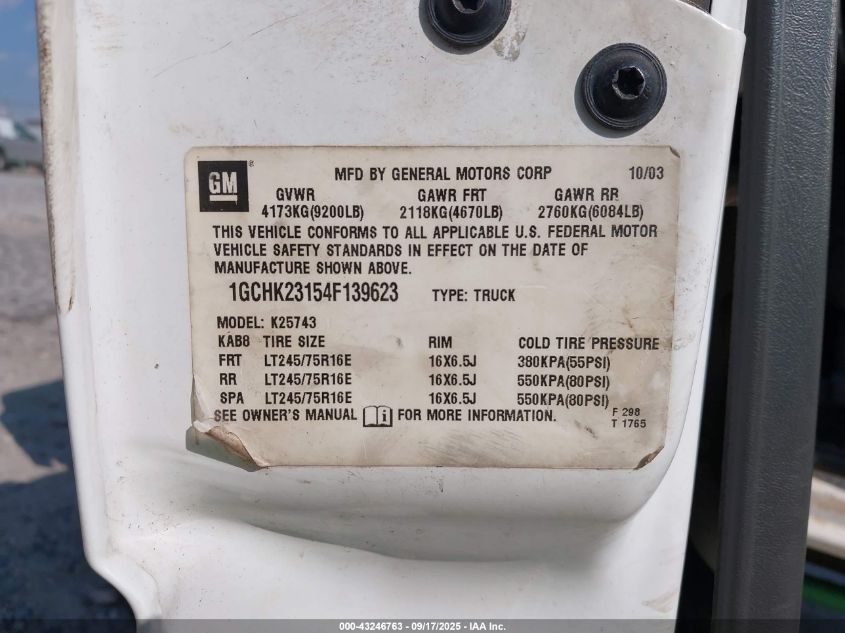 GM ® MFD BY GENERAL MOTORS CORP 10/03
GVWR GAWR FRT GAWR RR
4173KG(9200LB) 2118KG(4670LB) 2760KG(6084LB)
THIS VEHICLE CONFORMS TO ALL APPLICABLE U.S. FEDERAL MOTOR
VEHICLE SAFETY STANDARDS IN EFFECT ON THE DATE OF
MANUFACTURE SHOWN ABOVE.
1GCHK23154F139623 TYPE: TRUCK
MODEL: K25743
KAB8 TIRE SIZE RIM COLD TIRE PRESSURE
FRT LT245/75R16E 16X6.5J 380KPA(55PSI)
RR LT245/75R16E 16X6.5J 550KPA(80PSI)
SPA LT245/75R16E 16X6.5J 550KPA(80PSI)
SEE OWNER'S MANUAL i FOR MORE INFORMATION.
F 298
T 1765
000-43246763 - 09/17/2025 - IAA Inc.